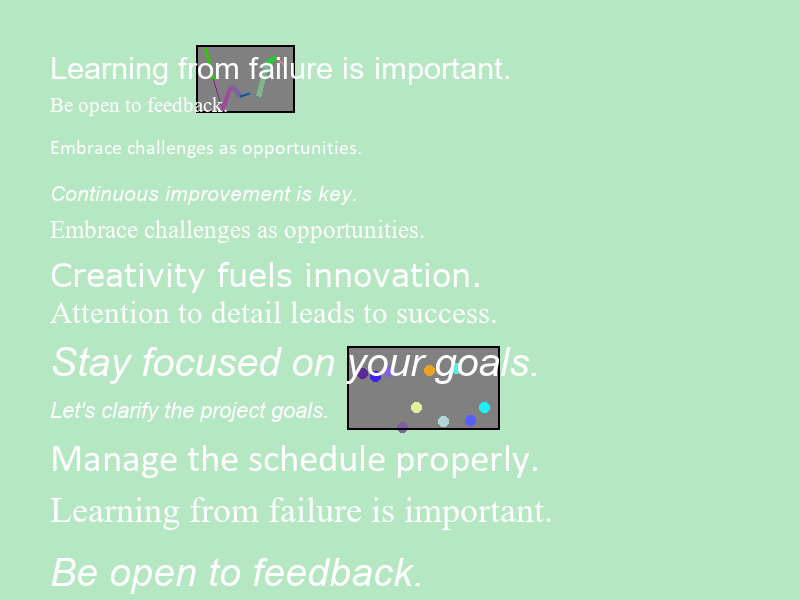 Learning from failure is important.
Be open to feedback.
Embrace challenges as opportunities.
Continuous improvement is key.
Embrace challenges as opportunities.
Creativity fuels innovation.
Attention to detail leads to success.
Stay focused on your goals.
Let's clarify the project goals.
Manage the schedule properly.
Learning from failure is important.
Be open to feedback.